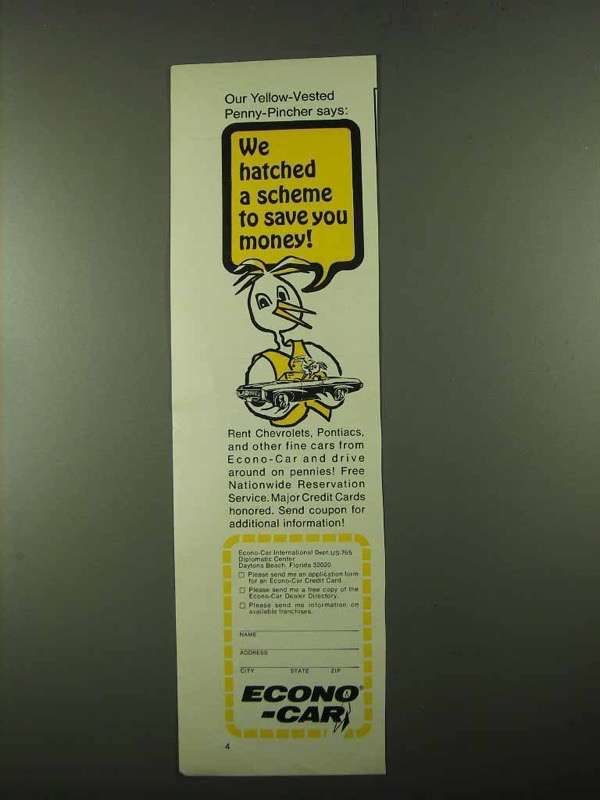 Our Yellow-Vested
Penny-Pincher says:
We
hatched
a scheme
to save you
money!
Rent Chevrolets, Pontiacs,
and other fine cars from
Econo-Car and drive
around on pennies! Free
Nationwide Reservation
Service. Major Credit Cards
honored. Send coupon for
additional information!
Econo-Car International Dept. US-765
Diplomatic Center
Daytona Beach, Florida 32020
□ Please send me an application form
for an Econo-Car Credit Card.
□ Please send me a free copy of the
Econo-Car Dealer Directory.
□ Please send me information on
available franchises.
NAME
ADDRESS
CITY STATE ZIP
ECONO®
-CAR
4